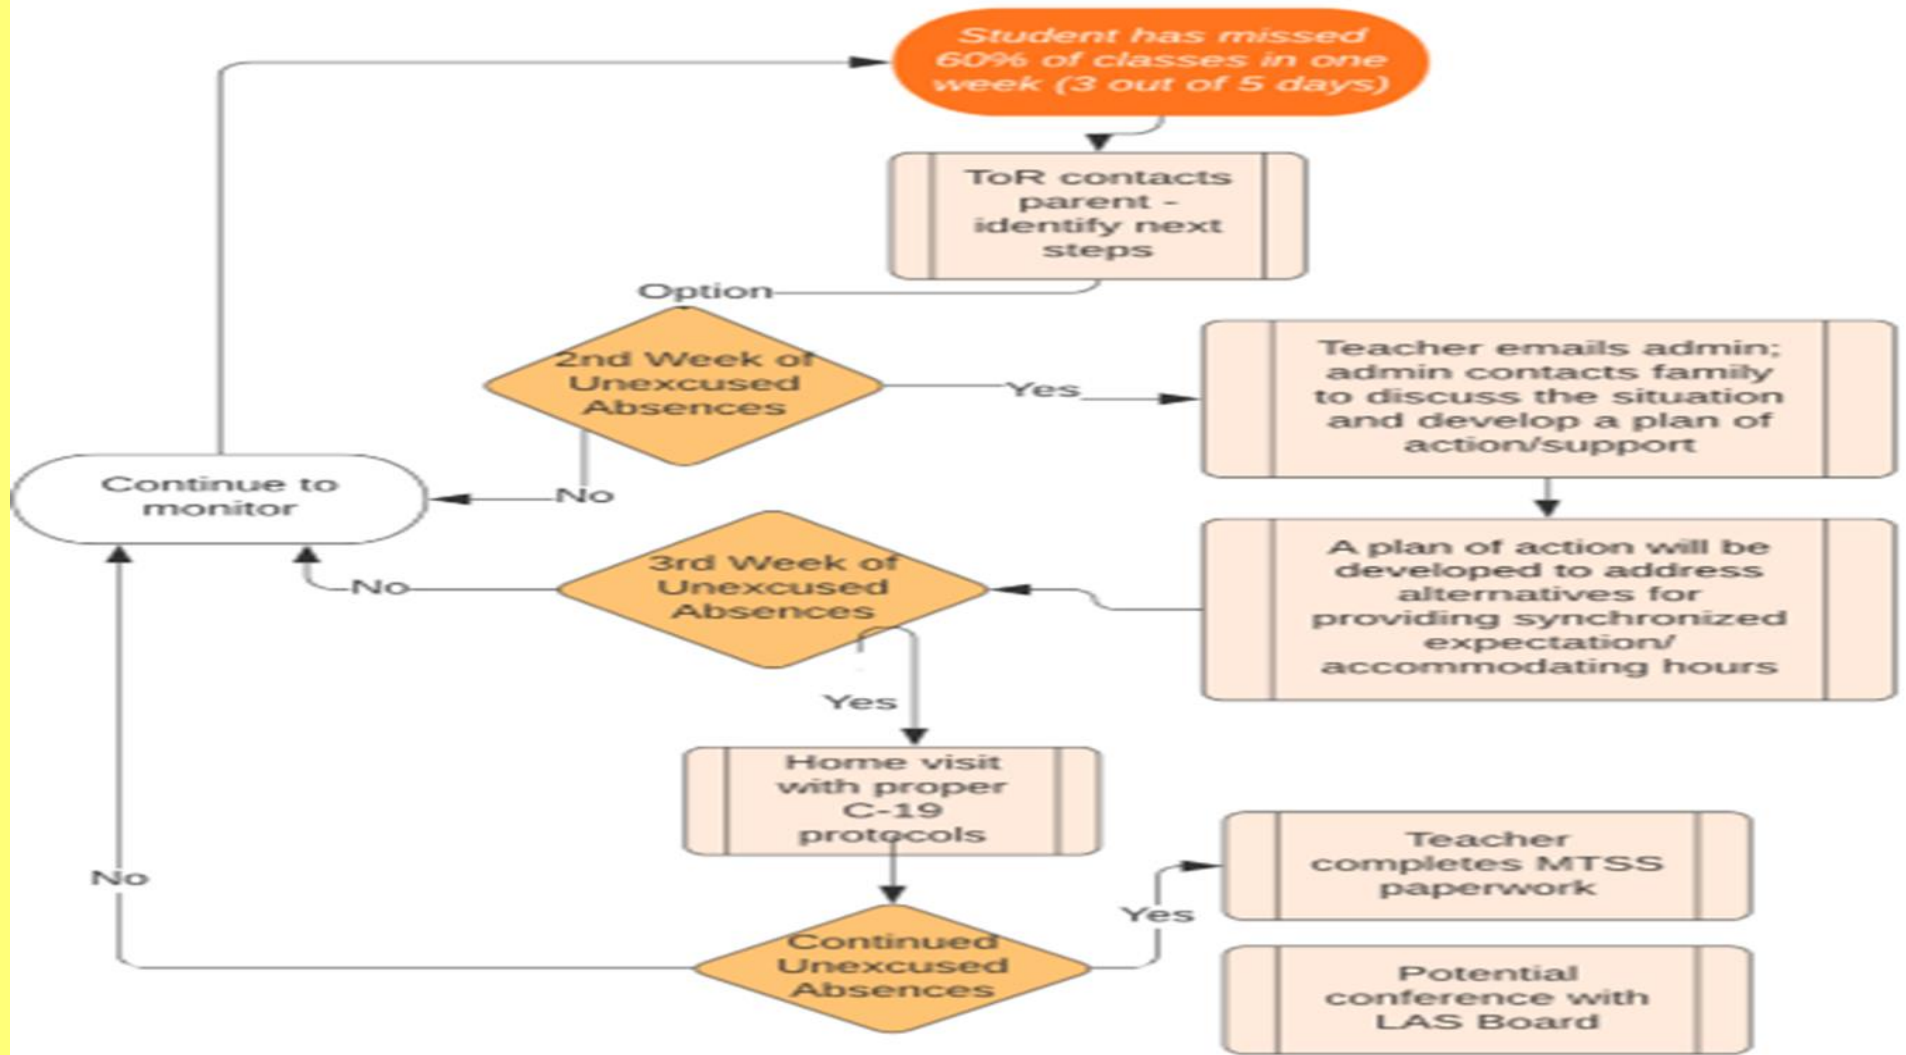 Student has missed
60% of classes in one
week (3 out of 5 days)
ToR contacts
parent -
identify next
steps
Option
2nd Week of
Unexcused
Absences
Yes
Teacher emails admin;
admin contacts family
to discuss the situation
and develop a plan of
action/support
No
Continue to
monitor
A plan of action will be
developed to address
alternatives for
providing synchronized
expectation/
accommodating hours
3rd Week of
Unexcused
Absences
No
Yes
Home visit
with proper
C-19
protocols
Continued
Unexcused
Absences
No
Yes
Teacher
completes MTSS
paperwork
Potential
conference with
LAS Board